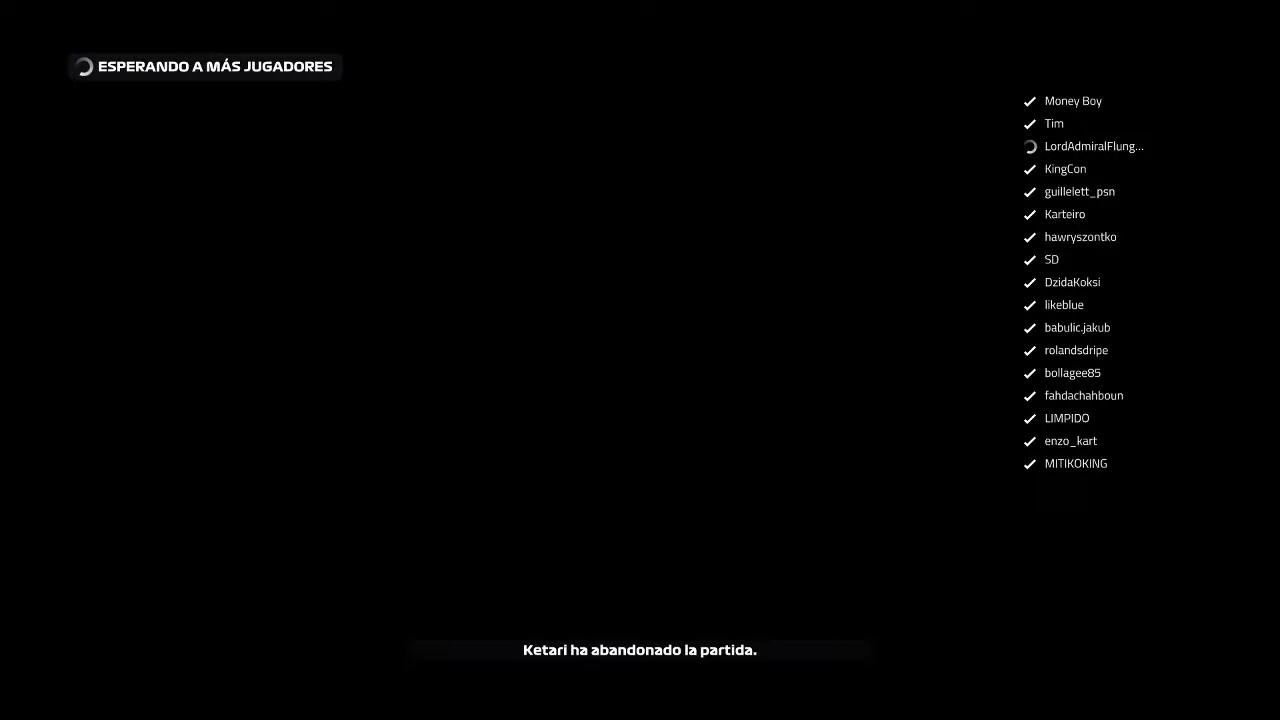 ESPERANDO A MÁS JUGADORES
Money Boy
Tim
LordAdmiralFlung...
KingCon
guillelett_psn
Karteiro
hawryszontko
SD
DzidaKoksi
likeblue
babulic.jakub
rolandsdripe
bollagee85
fahdachahboun
LIMPIDO
enzo_kart
MITIKOKING
Ketari ha abandonado la partida.